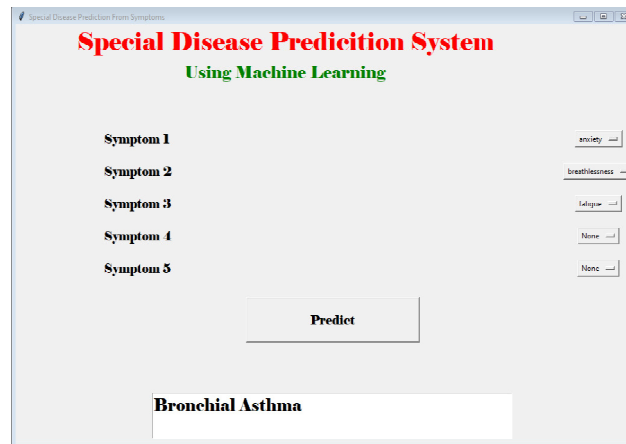 Special Disease Prediction From Symptoms
Special Disease Predicition System
Using Machine Learning
Symptom 1 anxiety
Symptom 2 breathlessness
Symptom 3 fatigue
Symptom 4 None
Symptom 5 None
Predict
Bronchial Asthma